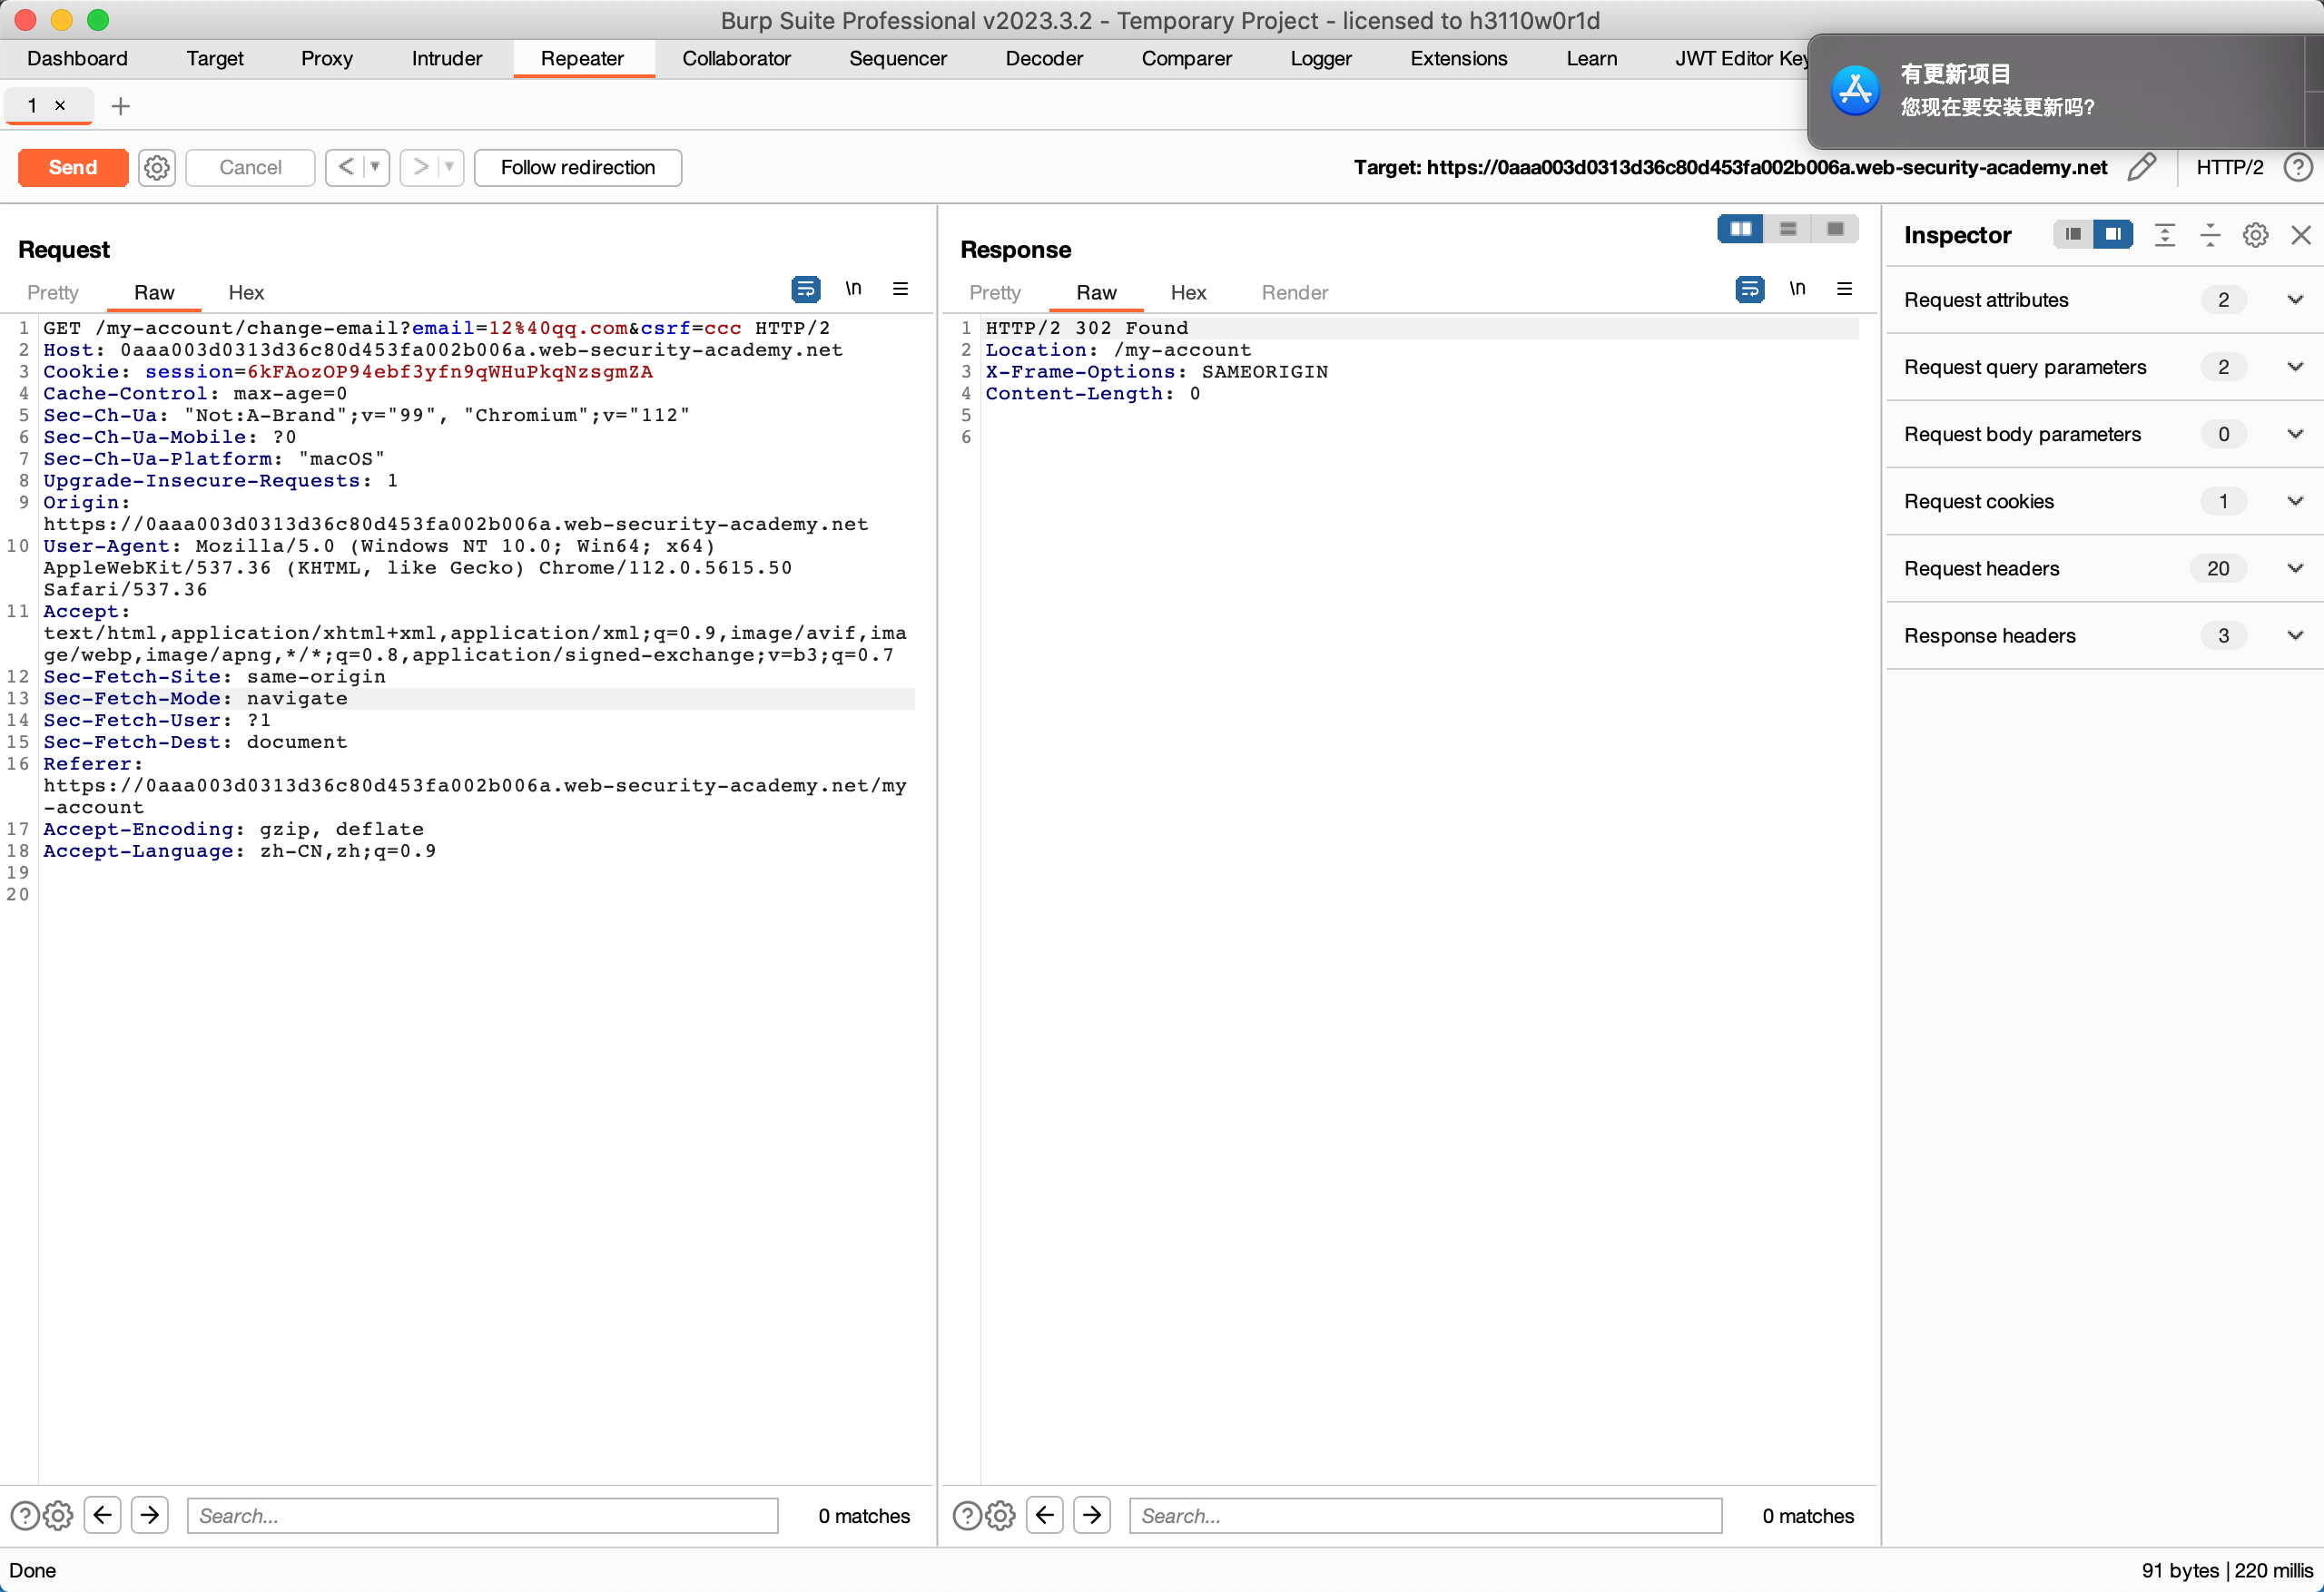 Burp Suite Professional v2023.3.2 - Temporary Project - licensed to h3110w0r1d
Dashboard Target Proxy Intruder Repeater Collaborator Sequencer Decoder Comparer Logger Extensions Learn JWT Editor Key
有更新项目
您现在要安装更新吗?
1 × +
Send Cancel < ▼ > ▼ Follow redirection Target: https://0aaa003d0313d36c80d453fa002b006a.web-security-academy.net HTTP/2 ?
Request
Pretty Raw Hex \n
1 GET /my-account/change-email?email=12%40qq.com&csrf=ccc HTTP/2
2 Host: 0aaa003d0313d36c80d453fa002b006a.web-security-academy.net
3 Cookie: session=6kFAozOP94ebf3yfn9qWHuPkqNzsgmZA
4 Cache-Control: max-age=0
5 Sec-Ch-Ua: "Not:A-Brand";v="99", "Chromium";v="112"
6 Sec-Ch-Ua-Mobile: ?0
7 Sec-Ch-Ua-Platform: "macOS"
8 Upgrade-Insecure-Requests: 1
9 Origin:
https://0aaa003d0313d36c80d453fa002b006a.web-security-academy.net
10 User-Agent: Mozilla/5.0 (Windows NT 10.0; Win64; x64)
AppleWebKit/537.36 (KHTML, like Gecko) Chrome/112.0.5615.50
Safari/537.36
11 Accept:
text/html,application/xhtml+xml,application/xml;q=0.9,image/avif,ima
ge/webp,image/apng,*/*;q=0.8,application/signed-exchange;v=b3;q=0.7
12 Sec-Fetch-Site: same-origin
13 Sec-Fetch-Mode: navigate
14 Sec-Fetch-User: ?1
15 Sec-Fetch-Dest: document
16 Referer:
https://0aaa003d0313d36c80d453fa002b006a.web-security-academy.net/my
-account
17 Accept-Encoding: gzip, deflate
18 Accept-Language: zh-CN,zh;q=0.9
19
20
? Search... 0 matches
Response
Pretty Raw Hex Render \n
1 HTTP/2 302 Found
2 Location: /my-account
3 X-Frame-Options: SAMEORIGIN
4 Content-Length: 0
5
6
? Search... 0 matches
Inspector
Request attributes 2
Request query parameters 2
Request body parameters 0
Request cookies 1
Request headers 20
Response headers 3
Done
91 bytes | 220 millis